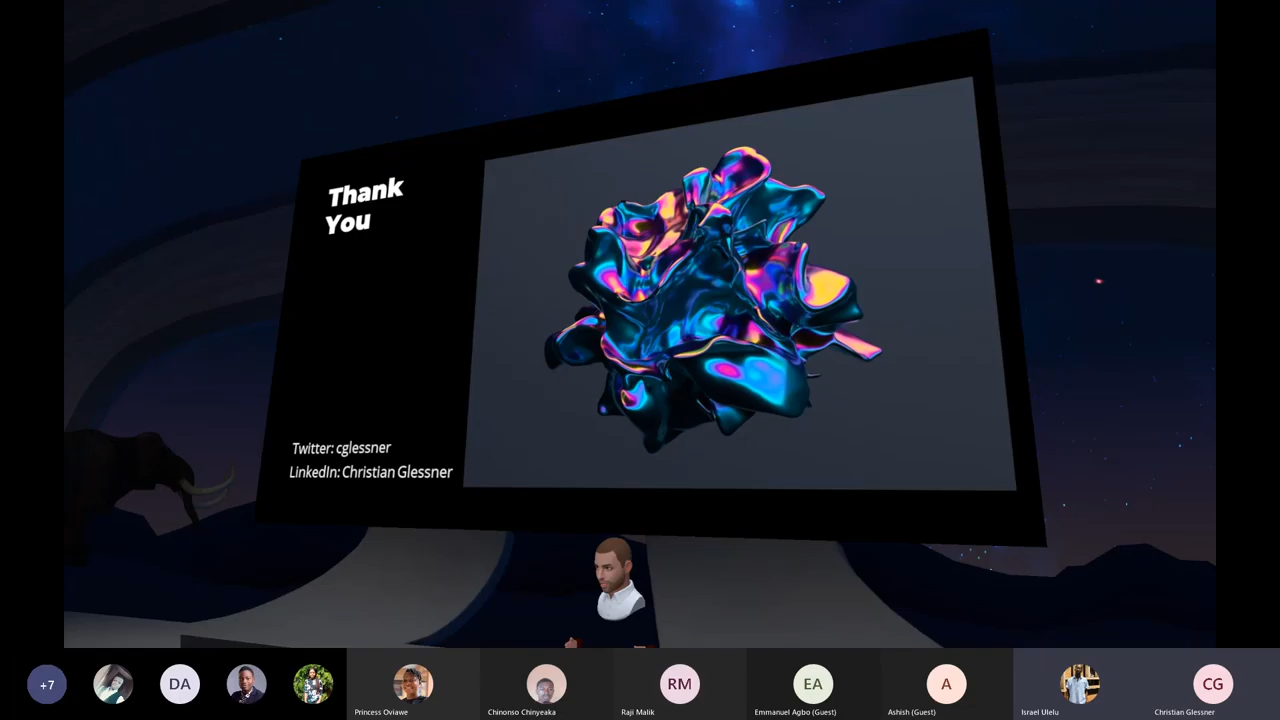 Thank
You
Twitter: cglessner
LinkedIn: Christian Glessner
+7
DA
RM
EA
A
CG
Princess Oviawe
Chinonso Chinyeaka
Raji Malik
Emmanuel Agbo (Guest)
Ashish (Guest)
Israel Ulelu
Christian Glessner